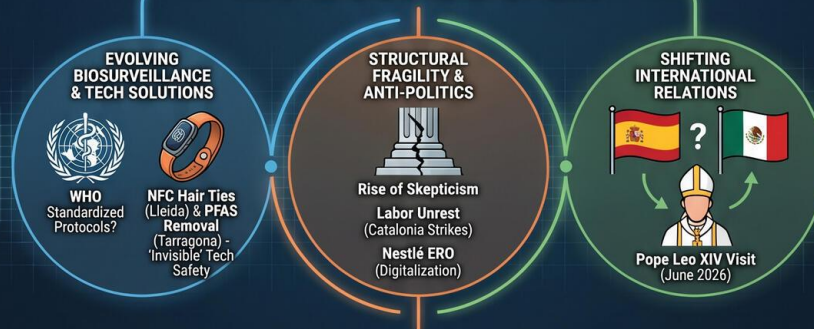 EVOLVING
BIOSURVEILLANCE
& TECH SOLUTIONS
WHO
Standardized
Protocols?
NFC Hair Ties
(Lleida) & PFAS
Removal
(Tarragona) -
'Invisible' Tech
Safety
STRUCTURAL
FRAGILITY &
ANTI-POLITICS
Rise of Skepticism
Labor Unrest
(Catalonia Strikes)
Nestlé ERO
(Digitalization)
SHIFTING
INTERNATIONAL
RELATIONS
?
Pope Leo XIV Visit
(June 2026)